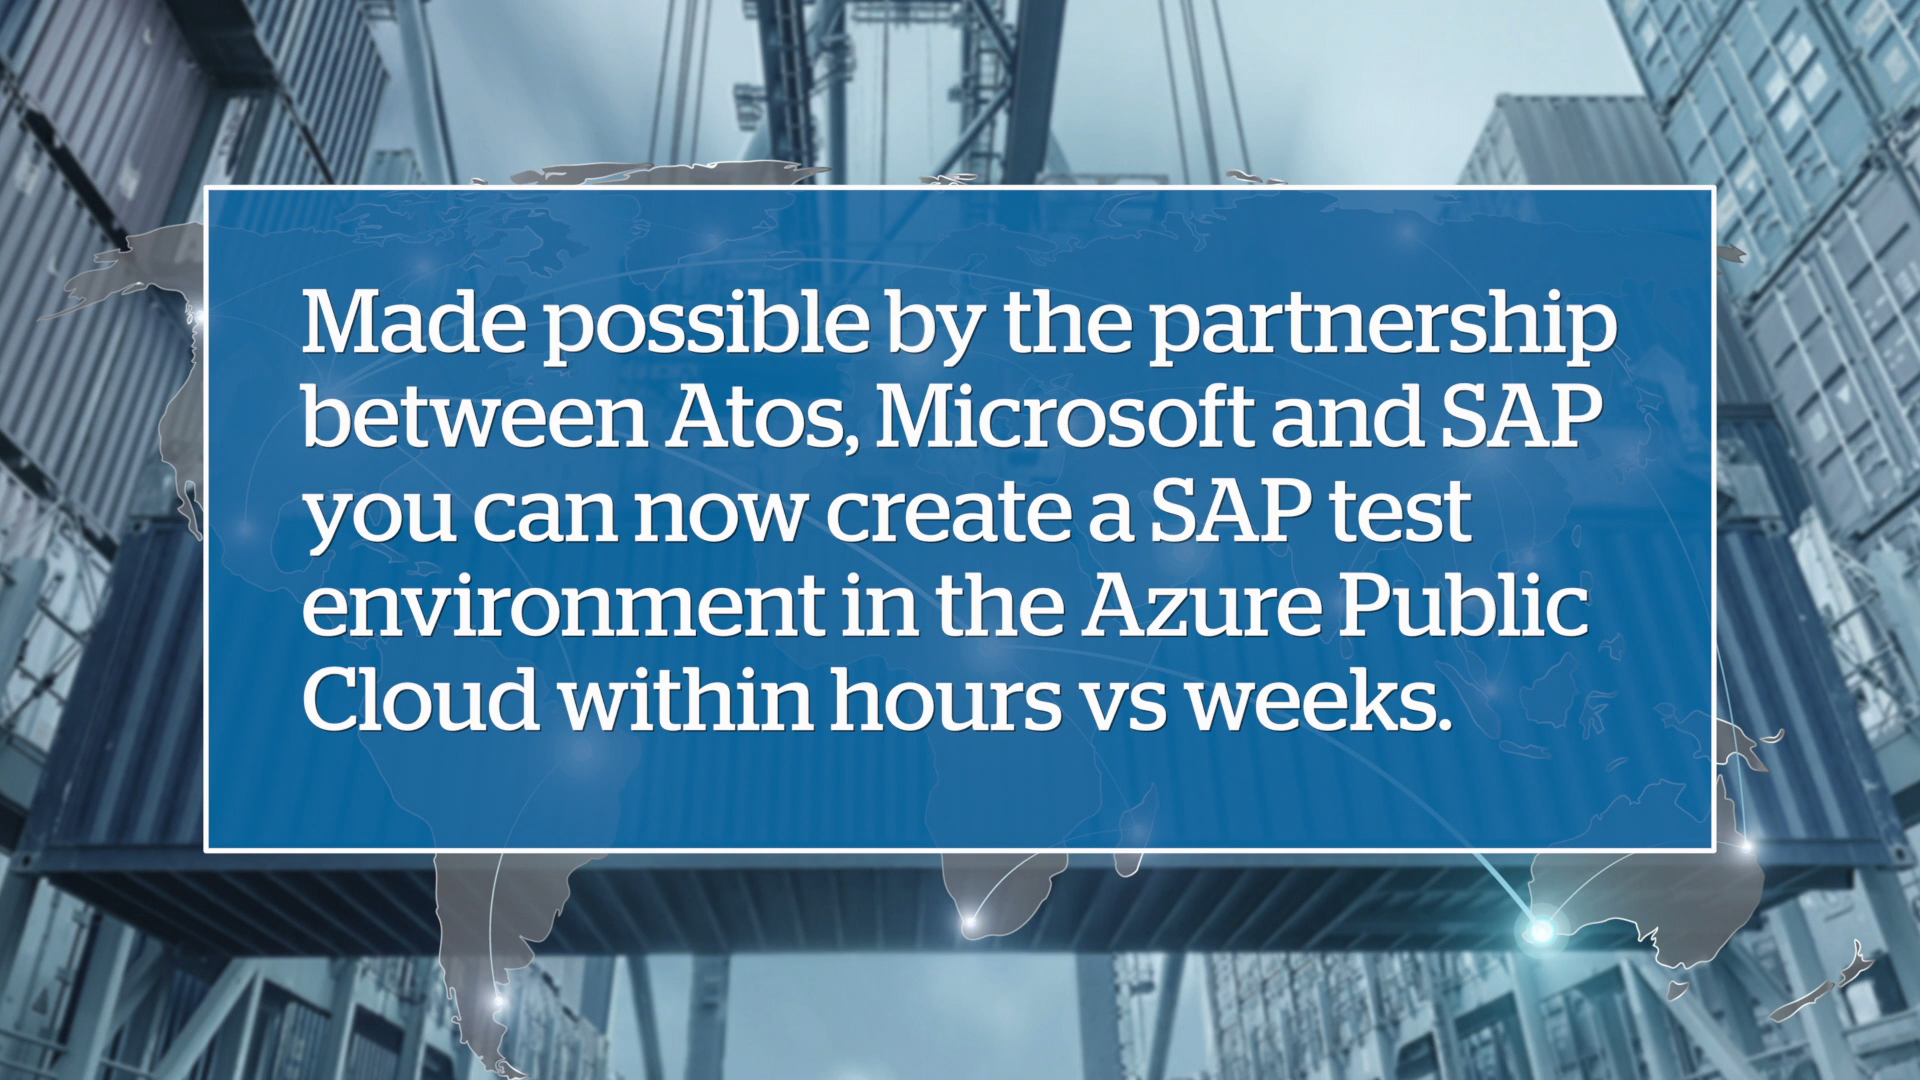 Made possible by the partnership
between Atos, Microsoft and SAP
you can now create a SAP test
environment in the Azure Public
Cloud within hours vs weeks.